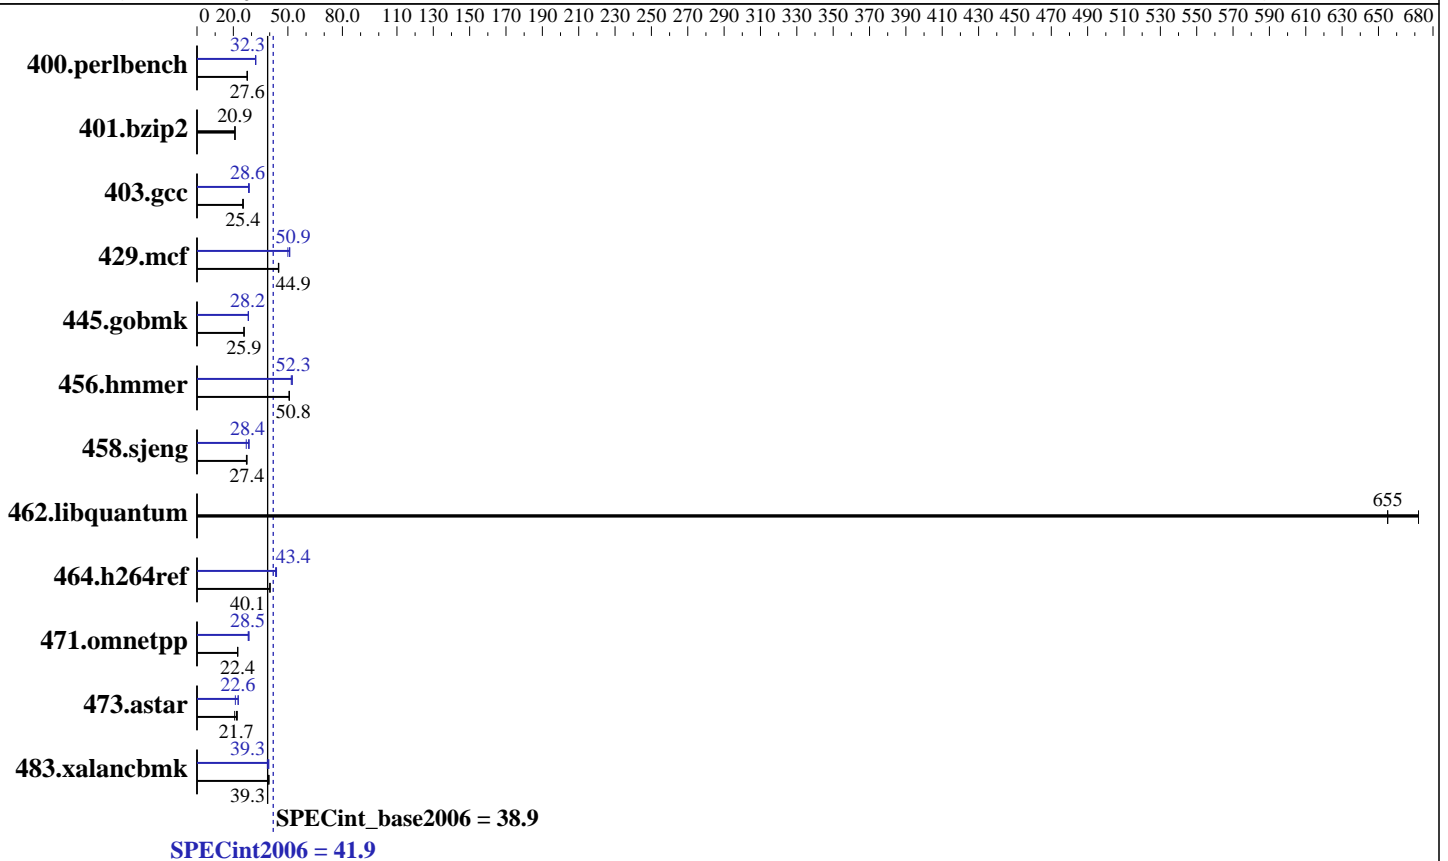 0 20.0 50.0 80.0 110 130 150 170 190 210 230 250 270 290 310 330 350 370 390 410 430 450 470 490 510 530 550 570 590 610 630 650 680
32.3
400.perlbench
27.6
20.9
401.bzip2
28.6
403.gcc
25.4
50.9
429.mcf
44.9
28.2
445.gobmk
25.9
52.3
456.hmmer
50.8
28.4
458.sjeng
27.4
655
462.libquantum
43.4
464.h264ref
40.1
28.5
471.omnetpp
22.4
22.6
473.astar
21.7
39.3
483.xalancbmk
39.3
SPECint_base2006 = 38.9
SPECint2006 = 41.9